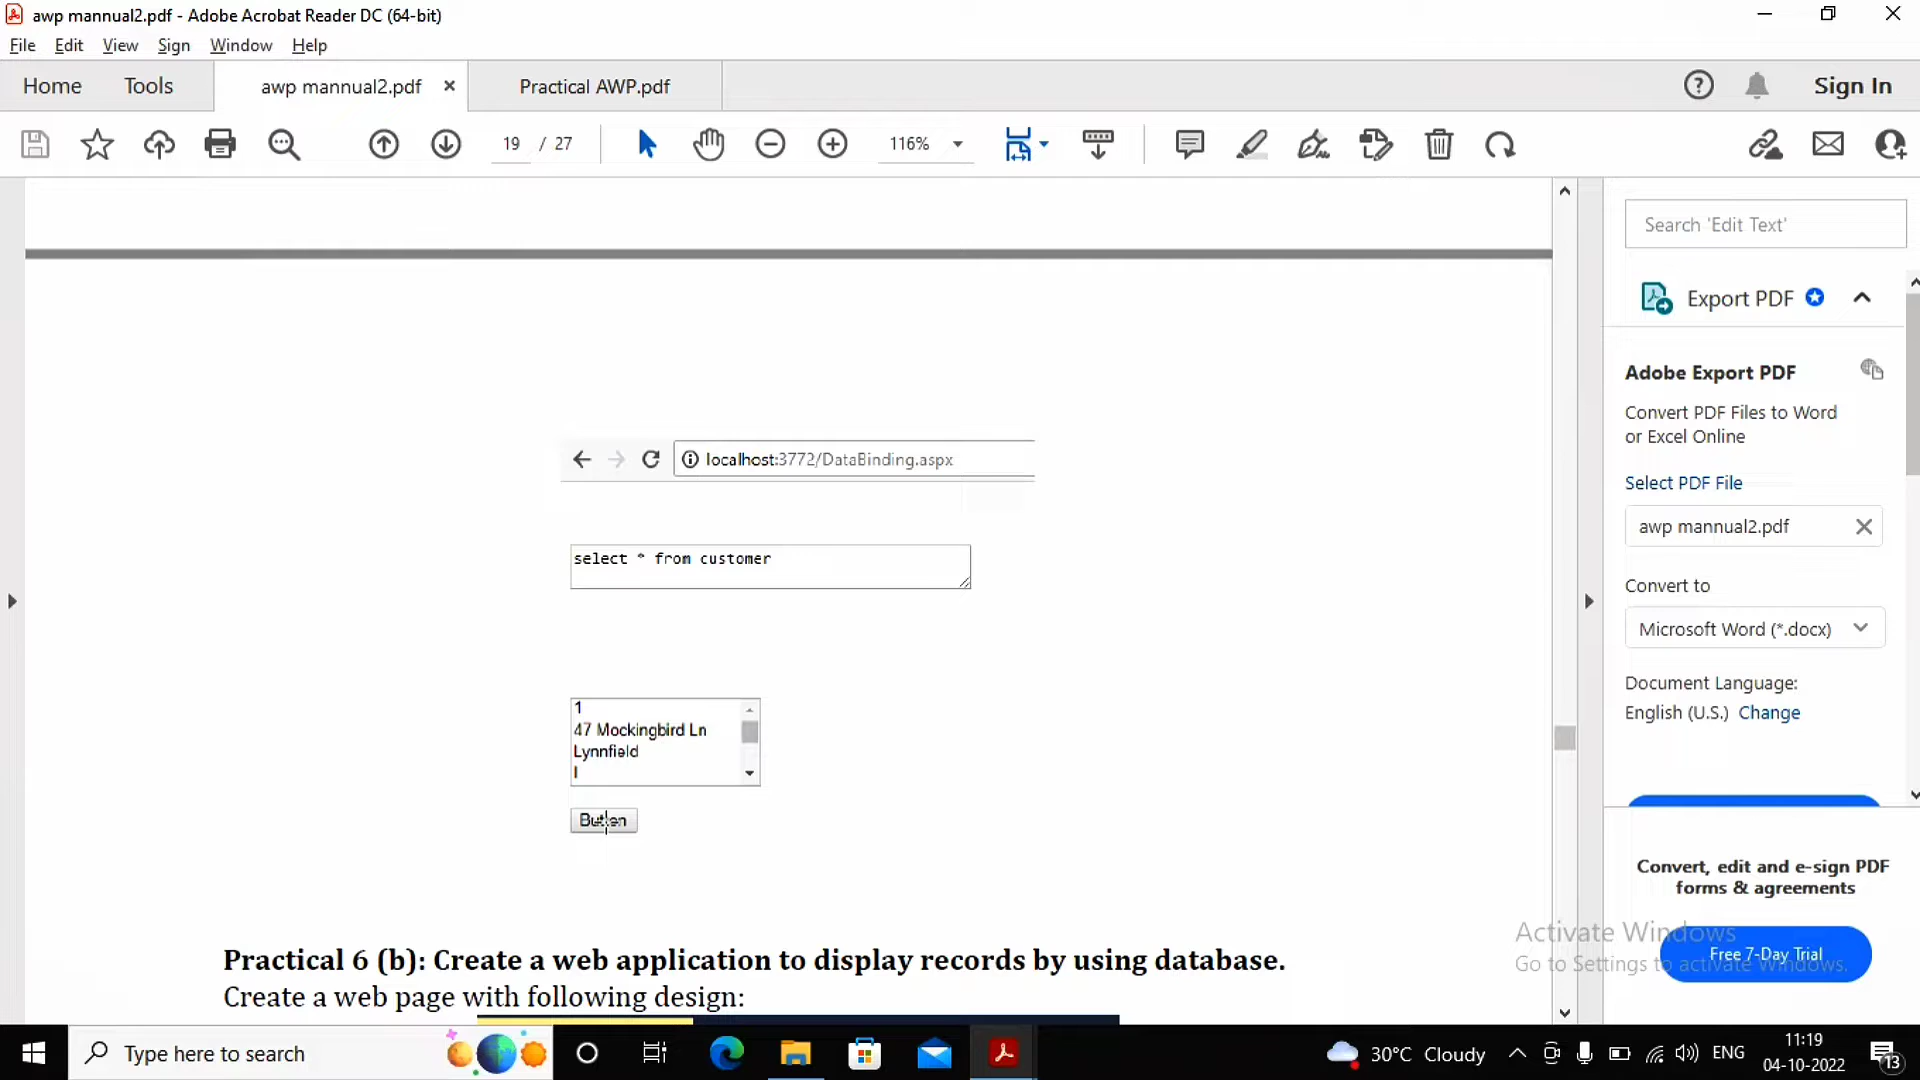 awp mannual2.pdf - Adobe Acrobat Reader DC (64-bit)
File Edit View Sign Window Help
Home Tools awp mannual2.pdf × Practical AWP.pdf Sign In
19 / 27 116%
Search 'Edit Text'
Export PDF
Adobe Export PDF
Convert PDF Files to Word
or Excel Online
Select PDF File
awp mannual2.pdf
Convert to
Microsoft Word (*.docx)
Document Language:
English (U.S.) Change
Convert, edit and e-sign PDF
forms & agreements
Free 7-Day Trial
Activate Windows
Go to Settings to activate Windows.
localhost:3772/DataBinding.aspx
select * from customer
1
47 Mockingbird Ln
Lynnfield
I
Button
Practical 6 (b): Create a web application to display records by using database.
Create a web page with following design:
Type here to search
30°C Cloudy
ENG
11:19
04-10-2022
13